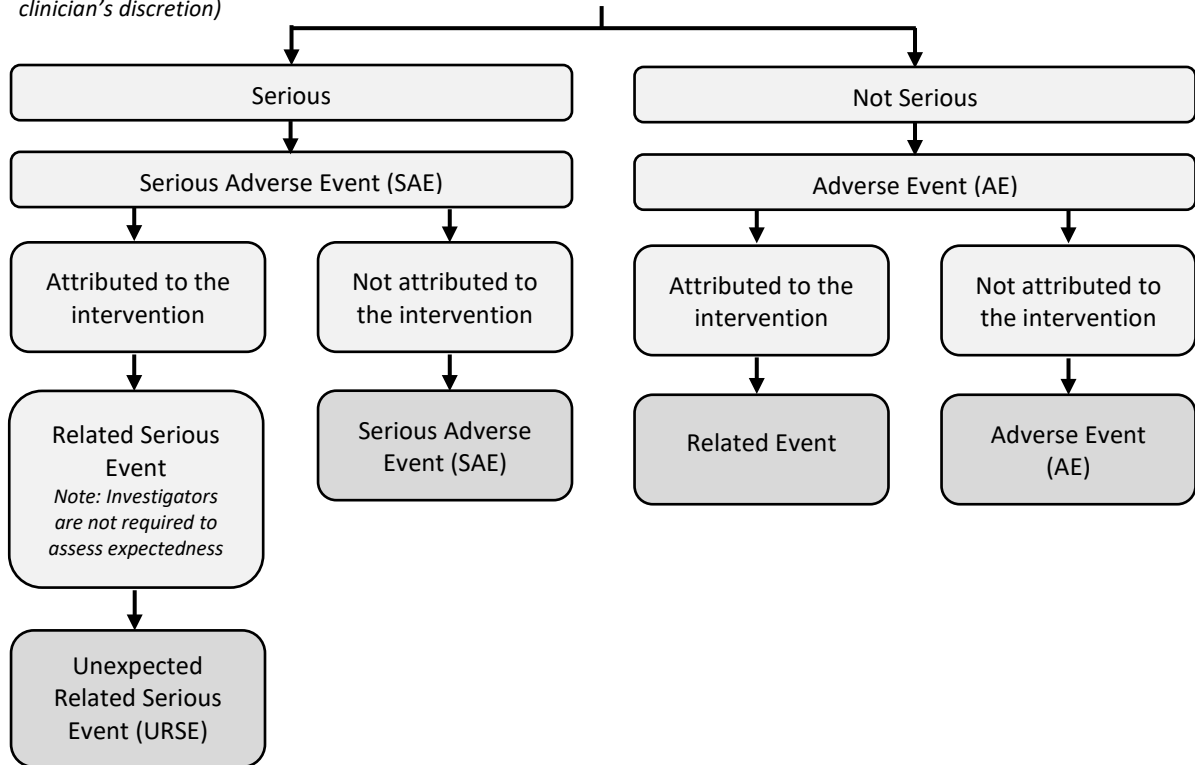 clinician's discretion)
Serious
Not Serious
Serious Adverse Event (SAE)
Adverse Event (AE)
Attributed to the
intervention
Not attributed to
the intervention
Attributed to the
intervention
Not attributed to
the intervention
Related Serious
Event
Note: Investigators
are not required to
assess expectedness
Serious Adverse
Event (SAE)
Related Event
Adverse Event
(AE)
Unexpected
Related Serious
Event (URSE)